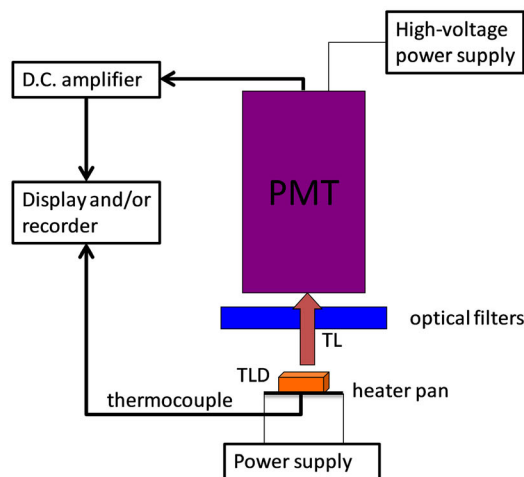 High-voltage
power supply
D.C. amplifier
PMT
Display and/or
recorder
optical filters
TL
TLD
heater pan
thermocouple
Power supply